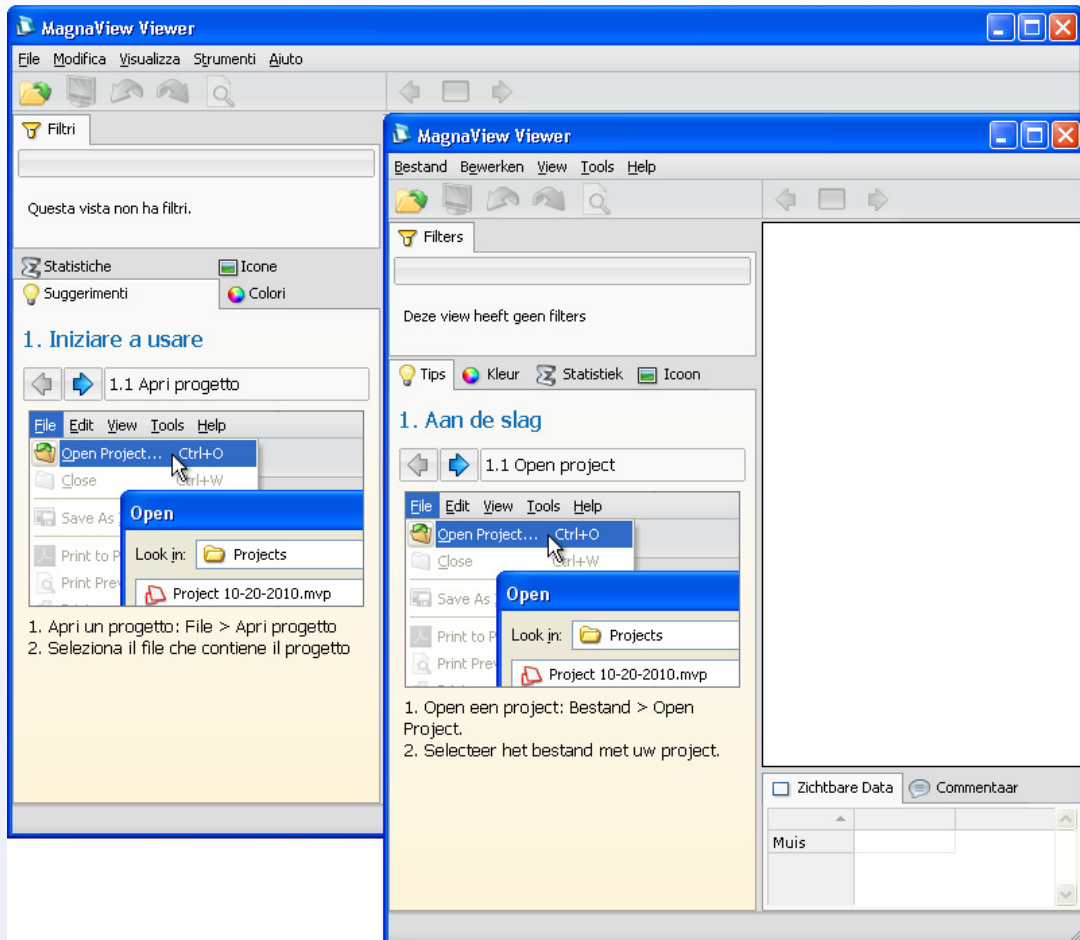 MagnaView Viewer
File Modifica Visualizza Strumenti Aiuto
Filtri
Questa vista non ha filtri.
Statistiche Icone
Suggerimenti Colori
1. Iniziare a usare
1.1 Apri progetto
File Edit View Tools Help
Open Project... Ctrl+O
Close Ctrl+W
Save As
Open
Print to P
Look in: Projects
Print Prev
Project 10-20-2010.mvp
1. Apri un progetto: File > Apri progetto
2. Seleziona il file che contiene il progetto
MagnaView Viewer
Bestand Bewerken View Tools Help
Filters
Deze view heeft geen filters
Tips Kleur Statistiek Icoon
1. Aan de slag
1.1 Open project
File Edit View Tools Help
Open Project... Ctrl+O
Close Ctrl+W
Save As
Open
Print to P
Look in: Projects
Print Prev
Project 10-20-2010.mvp
1. Open een project: Bestand > Open
Project.
2. Selecteer het bestand met uw project.
Zichtbare Data Commentaar
Muis